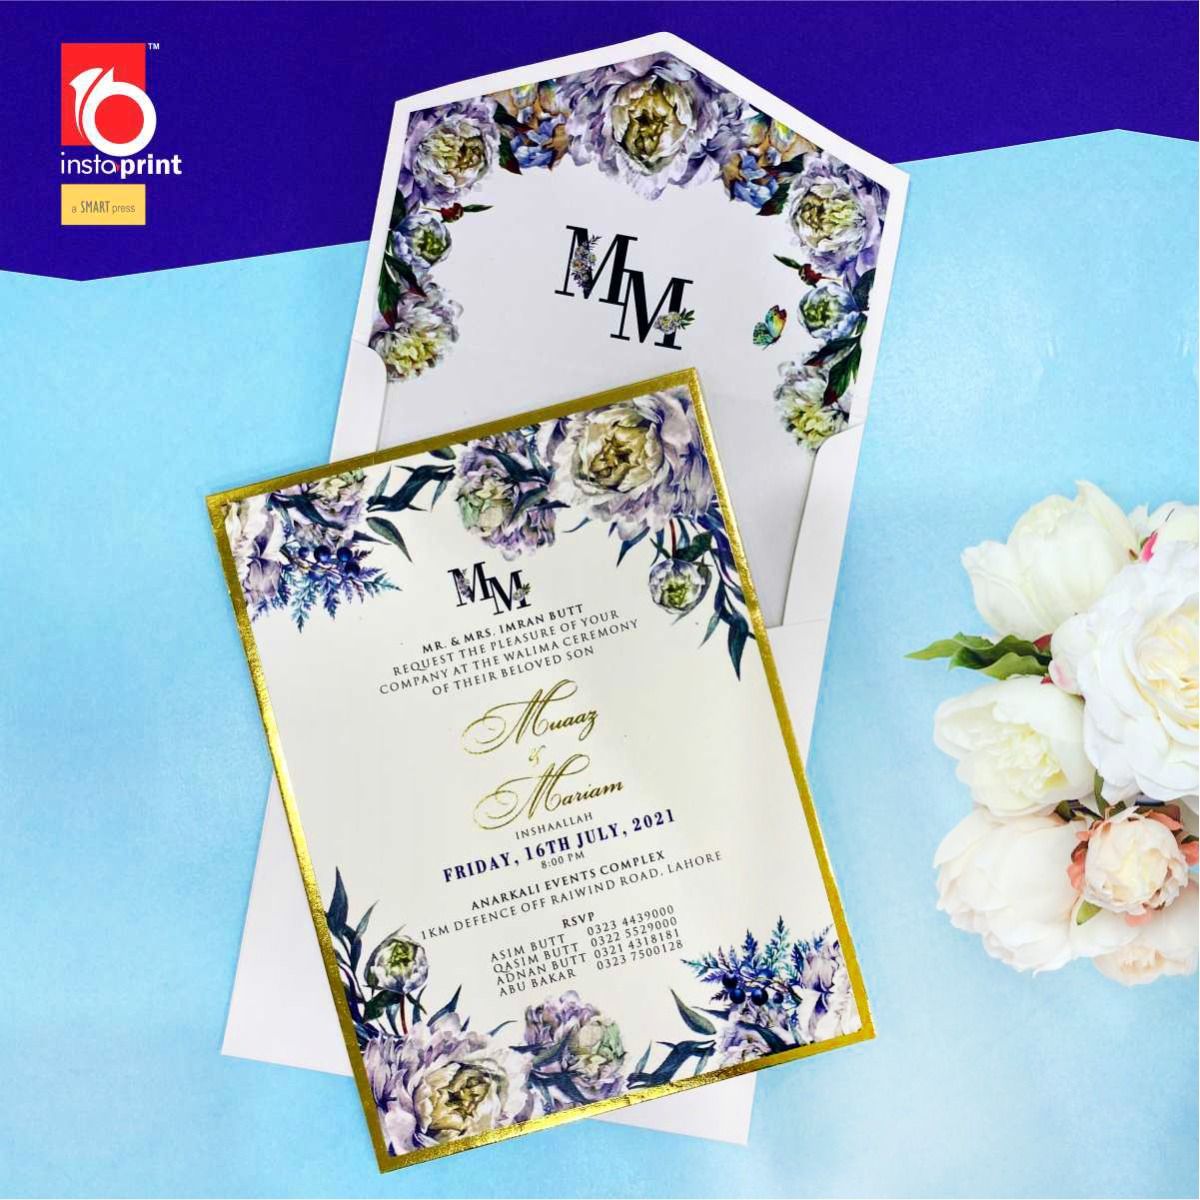 TM
instaprint
a SMART press
MM
MM
MR. & MRS. IMRAN BUTT
REQUEST THE PLEASURE OF YOUR
COMPANY AT THE WALIMA CEREMONY
OF THEIR BELOVED SON
Muaaz
&
Mariam
INSHAALLAH
FRIDAY, 16TH JULY, 2021
8:00 PM
ANARKALI EVENTS COMPLEX
1KM DEFENCE OFF RAIWIND ROAD, LAHORE
RSVP
ASIM BUTT 0323 4439000
QASIM BUTT 0322 5529000
ADNAN BUTT 0321 4318181
ABU BAKAR 0323 7500128